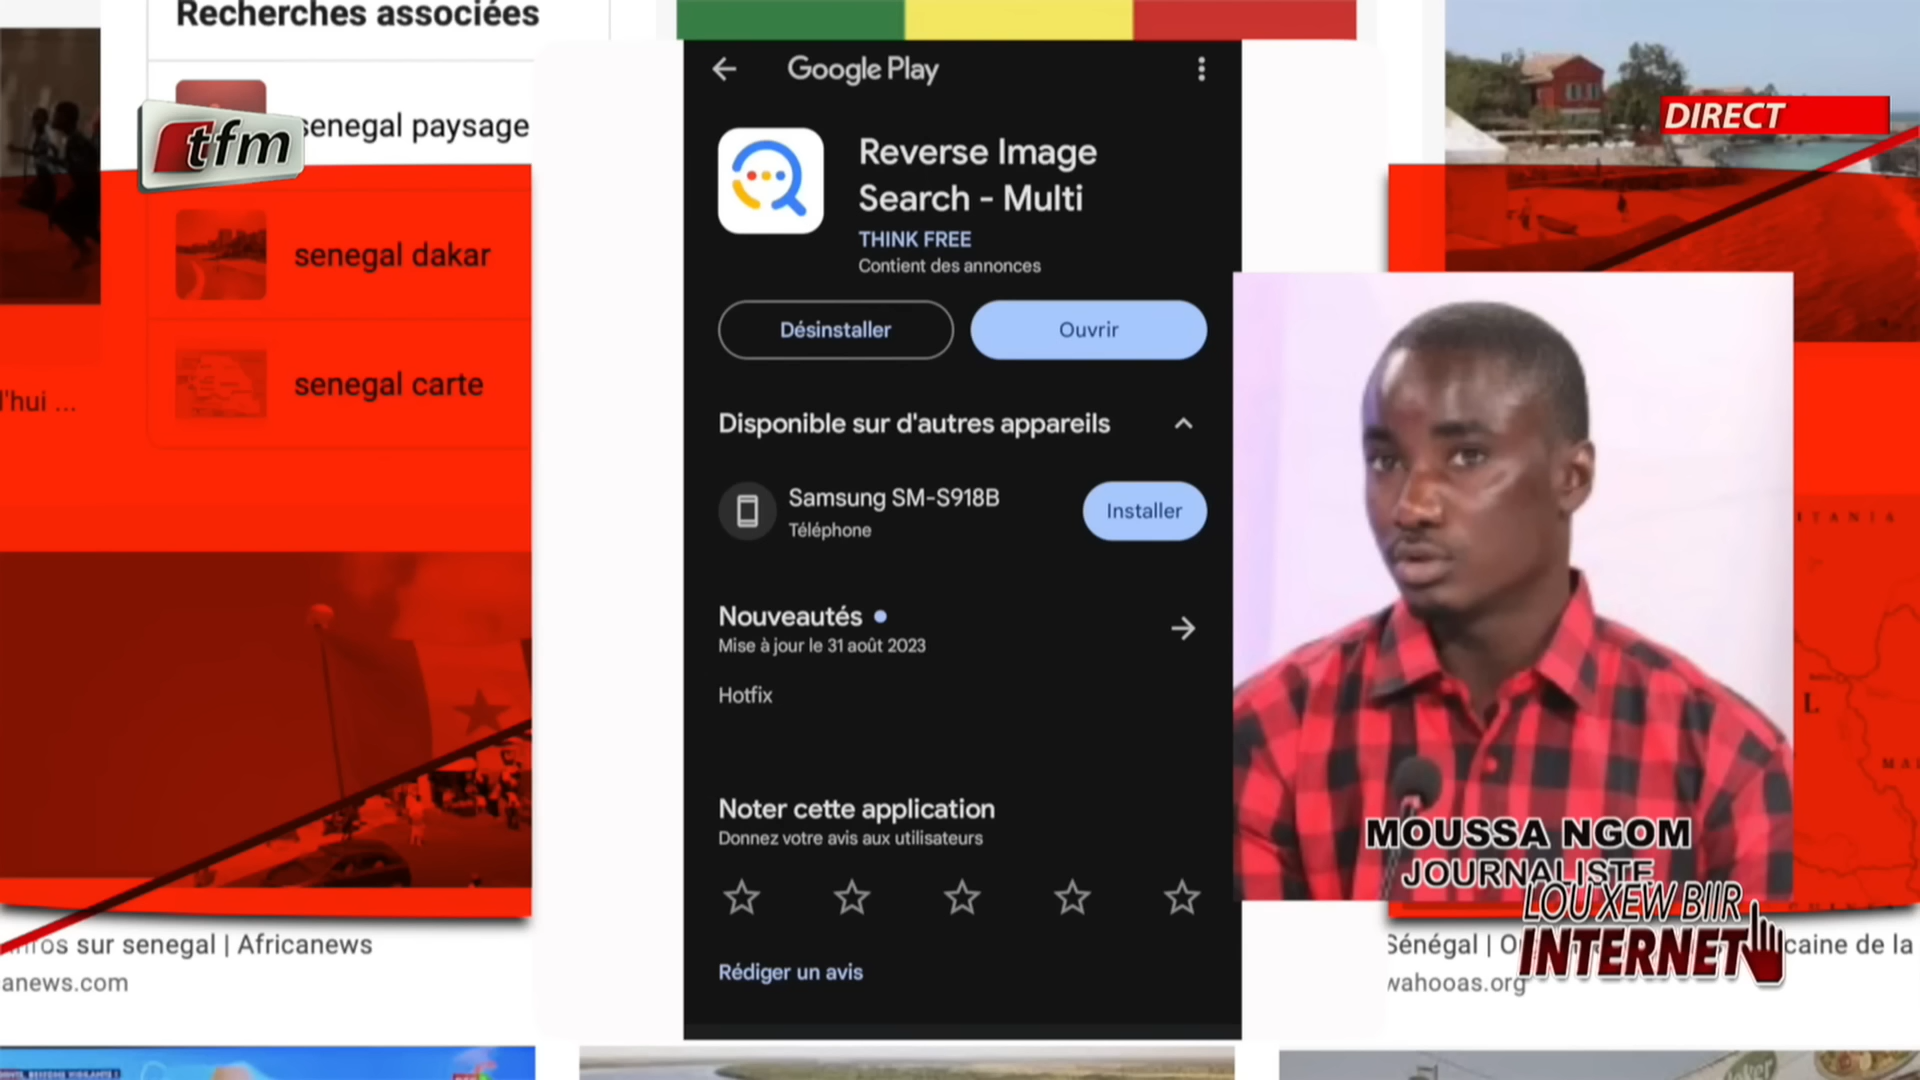 Recherches associées
senegal paysage
senegal dakar
senegal carte
tfm
d'hui ...
infos sur senegal | Africanews
anews.com
Google Play
Reverse Image
Search - Multi
THINK FREE
Contient des annonces
Désinstaller
Ouvrir
Disponible sur d'autres appareils
Samsung SM-S918B
Téléphone
Installer
Nouveautés
Mise à jour le 31 août 2023
Hotfix
Noter cette application
Donnez votre avis aux utilisateurs
Rédiger un avis
DIRECT
MOUSSA NGOM
JOURNALISTE
LOU XEW BIIR
INTERNET
Sénégal | O
caine de la
wahooas.org